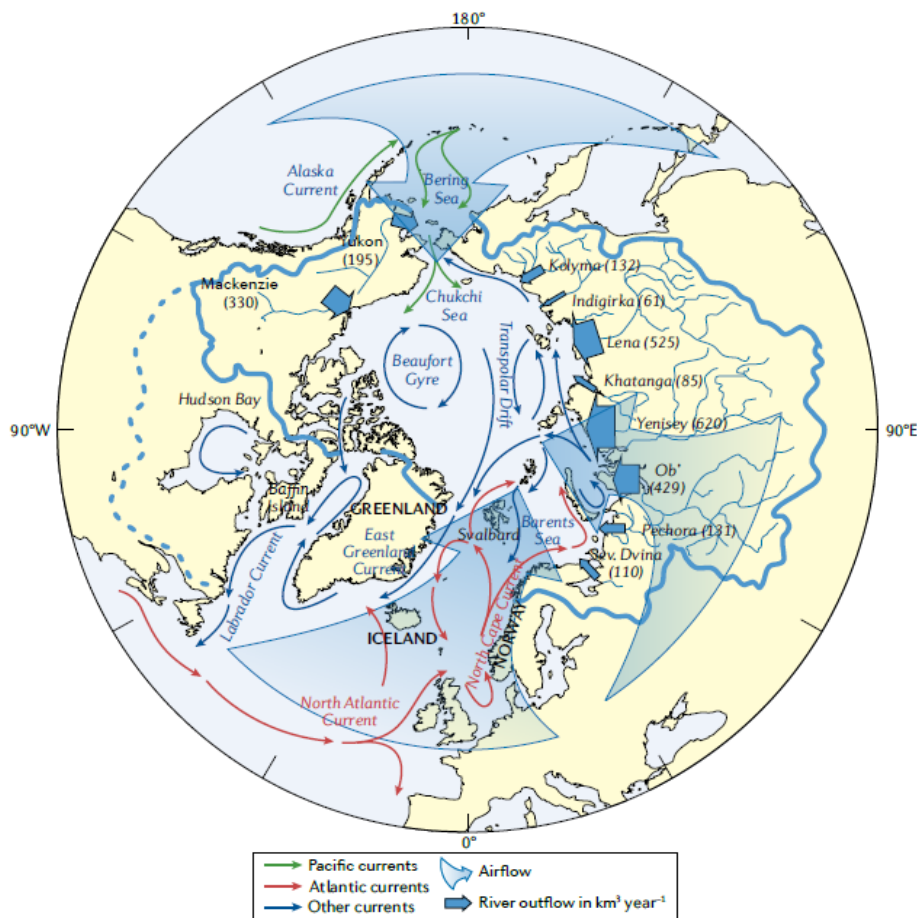 180°
Alaska
Current
Bering
Sea
Yukon
(195)
Mackenzie
(330)
Kolyma (132)
Chukchi
Sea
Indigirka (61)
Transpolar Drift
Lena (525)
Beaufort
Gyre
Khatanga (85)
Hudson Bay
90°W
Yenisey (620)
90°E
Ob'
(429)
Baffin
Island
GREENLAND
Svalbard
Barents
Sea
Pechora (131)
East
Greenland
Current
Sev. Dvina
(110)
Labrador Current
North Cape Current
NORWAY
ICELAND
North Atlantic
Current
0°
Pacific currents
Atlantic currents
Other currents
Airflow
River outflow in km³ year⁻¹